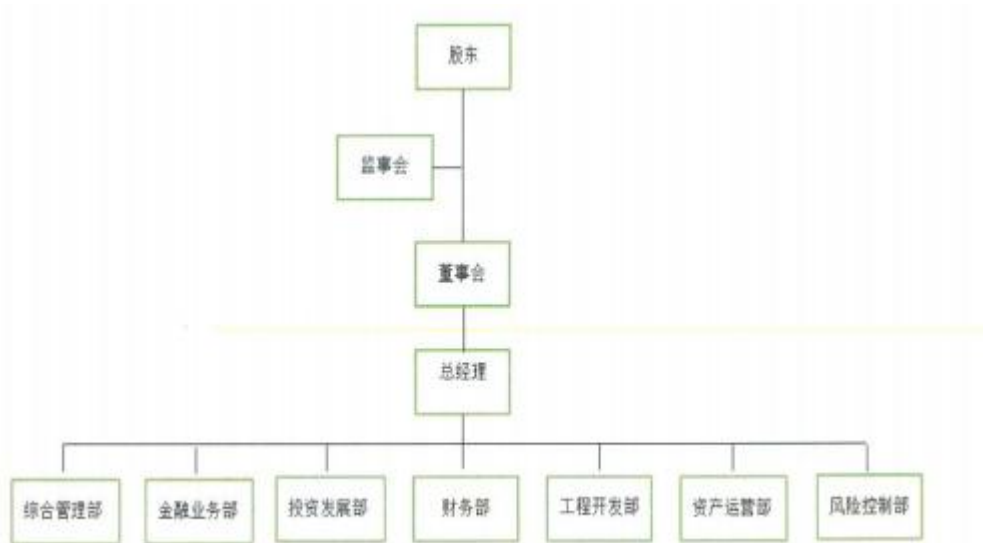 股东
监事会
董事会
总经理
综合管理部
金融业务部
投资发展部
财务部
工程开发部
资产运营部
风险控制部